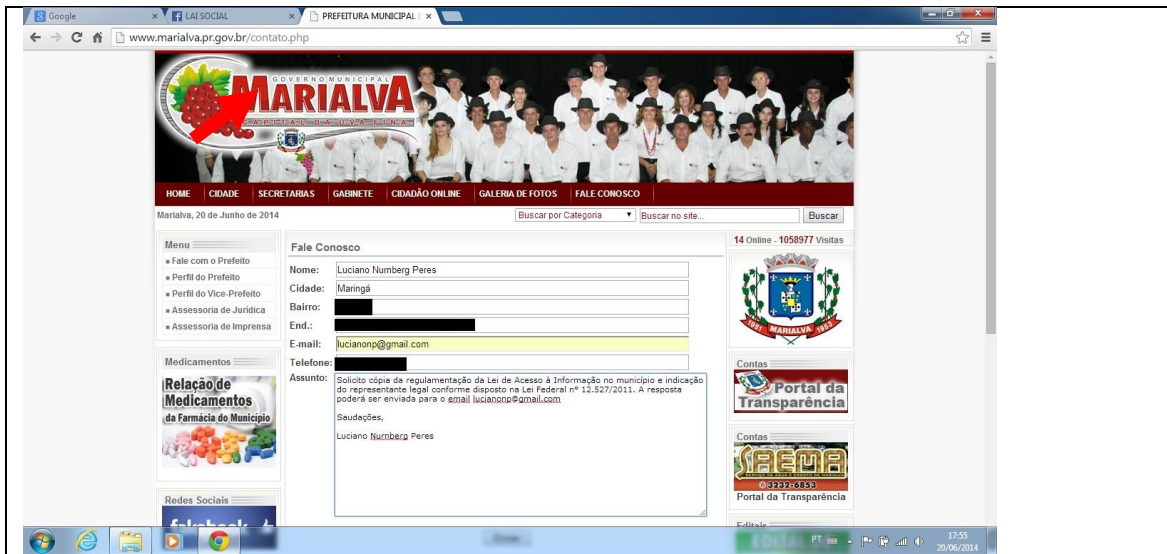 Google
LAI SOCIAL
PREFEITURA MUNICIPAL
www.marialva.pr.gov.br/contato.php
GOVERNO MUNICIPAL
MARIALVA
CAPITAL DA UVA FINA
HOME CIDADE SECRETARIAS GABINETE CIDADÃO ONLINE GALERIA DE FOTOS FALE CONOSCO
Marialva, 20 de Junho de 2014
Buscar por Categoria
Buscar no site...
Buscar
Menu
Fale com o Prefeito
Perfil do Prefeito
Perfil do Vice-Prefeito
Assessoria de Juridica
Assessoria de Imprensa
Medicamentos
Relação de
Medicamentos
da Farmácia do Município
Redes Sociais
facebook
Fale Conosco
Nome: Luciano Nurnberg Peres
Cidade: Maringá
Bairro:
End.:
E-mail: lucianonp@gmail.com
Telefone:
Assunto: Solicito cópia da regulamentação da Lei de Acesso à Informação no município e indicação
do representante legal conforme disposto na Lei Federal nº 12.527/2011. A resposta
poderá ser enviada para o email lucianonp@gmail.com
Saudações,
Luciano Nurnberg Peres
Enviar
14 Online - 1058977 Visitas
1951 MARIALVA 1953
Contas
Portal da
Transparência
Contas
SAEMA
3232-6853
Portal da Transparência
Editais
PT
17:55
20/06/2014